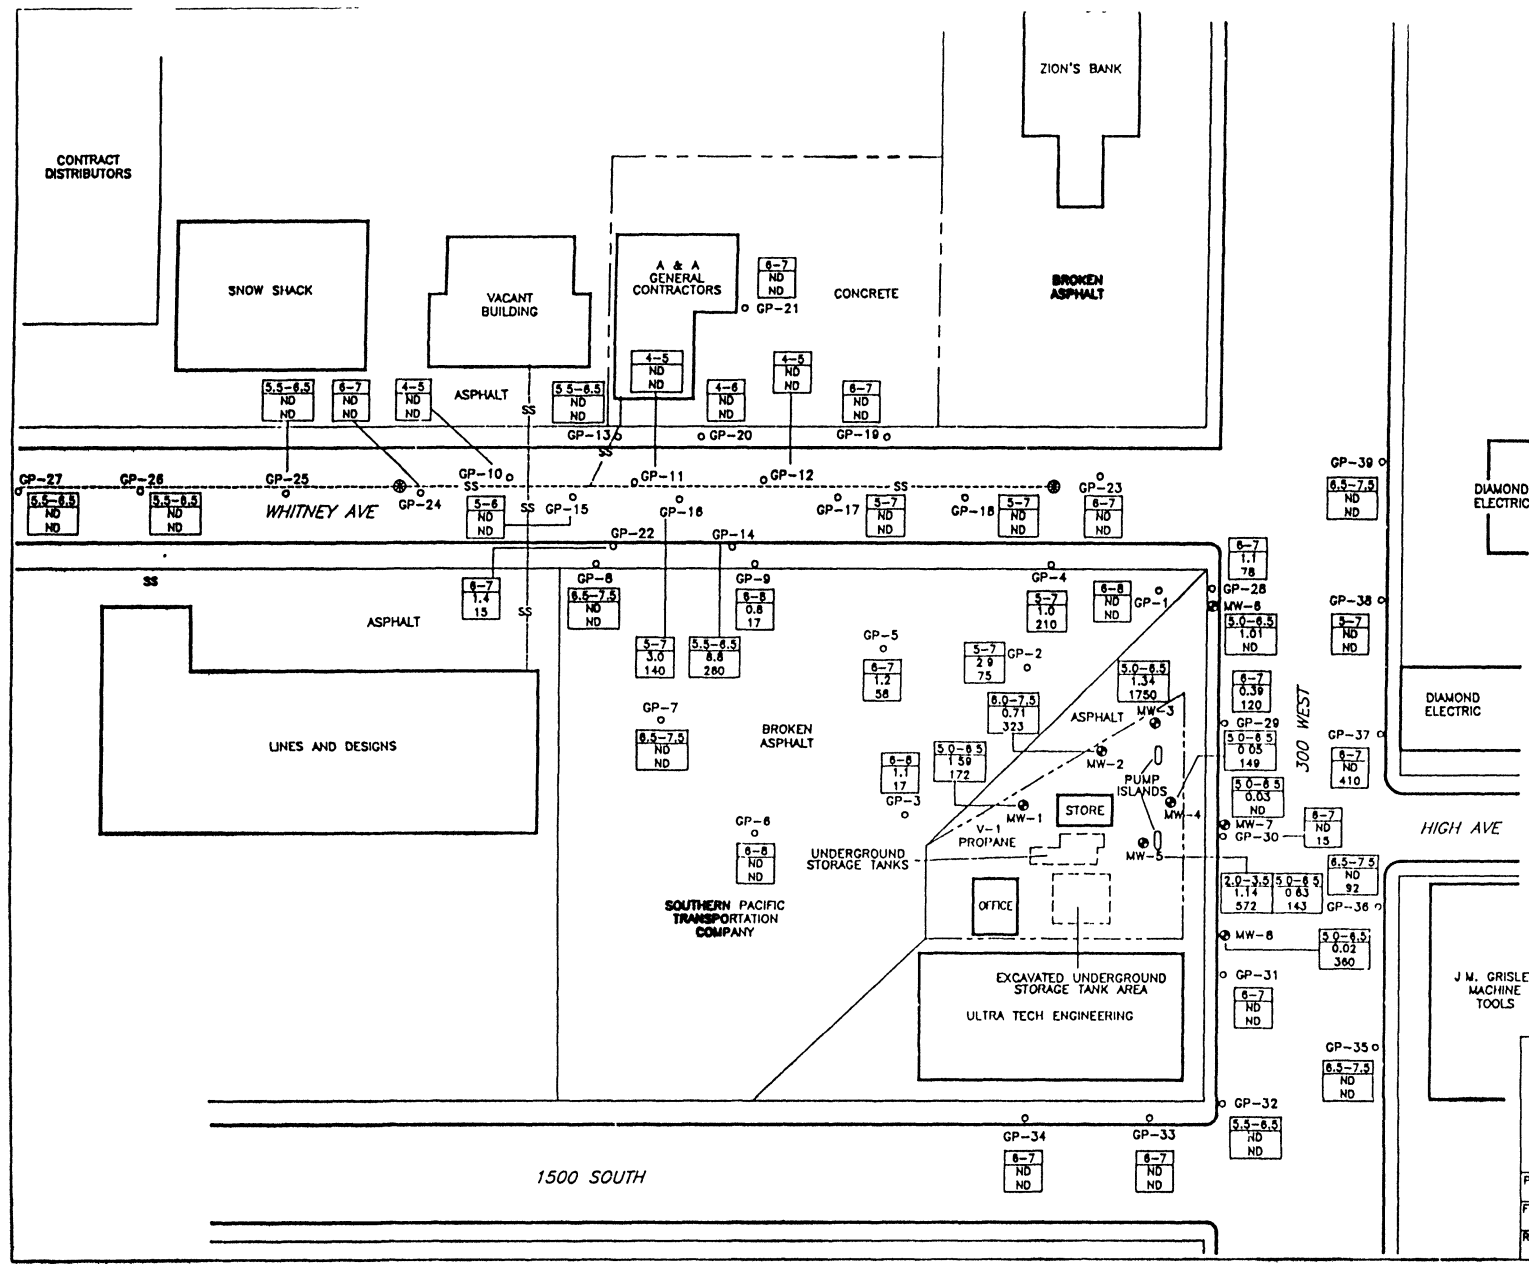 ZION'S BANK
CONTRACT
DISTRIBUTORS
SNOW SHACK
VACANT
BUILDING
A & A
GENERAL
CONTRACTORS
6-7
ND
ND
GP-21
CONCRETE
BROKEN
ASPHALT
5.5-6.5
ND
ND
6-7
ND
ND
4-5
ND
ND
ASPHALT
SS
5.5-6.5
ND
ND
4-5
ND
ND
4-6
ND
ND
4-5
ND
ND
6-7
ND
ND
GP-13
GP-20
GP-19
SS
GP-27
GP-26
GP-25
GP-24
GP-10
GP-11
GP-12
GP-23
GP-39
SS
SS
5.5-6.5
ND
ND
5.5-6.5
ND
ND
WHITNEY AVE
5-6
ND
ND
SS
GP-15
GP-16
GP-17
5-7
ND
ND
GP-18
5-7
ND
ND
6-7
ND
ND
6.5-7.5
ND
ND
DIAMOND
ELECTRIC
GP-22
GP-14
6-7
1.1
78
SS
6-7
1.4
15
SS
GP-8
6.5-7.5
ND
ND
GP-9
6-8
0.8
17
GP-4
5-7
1.0
210
6-8
ND
ND
GP-1
GP-28
MW-6
5.0-6.5
1.01
ND
GP-38
5-7
ND
ND
ASPHALT
5-7
3.0
140
5.5-6.5
8.8
260
GP-5
6-7
1.2
58
5-7
2.9
75
GP-2
5.0-6.5
1.34
1750
MW-3
6-7
0.39
120
GP-29
DIAMOND
ELECTRIC
6.0-7.5
0.71
323
ASPHALT
MW-2
300 WEST
GP-7
6.5-7.5
ND
ND
BROKEN
ASPHALT
LINES AND DESIGNS
5.0-6.5
1.59
172
5.0-6.5
0.05
149
GP-37
6-7
ND
410
6-8
1.1
17
GP-3
PUMP
ISLANDS
5.0-6.5
0.03
ND
STORE
MW-1
MW-4
MW-7
GP-30
6-7
ND
15
HIGH AVE
GP-6
6-8
ND
ND
V-1
PROPANE
UNDERGROUND
STORAGE TANKS
MW-5
2.0-3.5
1.14
572
5.0-6.5
0.63
143
6.5-7.5
ND
92
GP-36
SOUTHERN PACIFIC
TRANSPORTATION
COMPANY
OFFICE
MW-8
5.0-6.5
0.02
360
EXCAVATED UNDERGROUND
STORAGE TANK AREA
GP-31
6-7
ND
ND
J M. GRISLE
MACHINE
TOOLS
ULTRA TECH ENGINEERING
GP-35
6.5-7.5
ND
ND
GP-32
5.5-6.5
ND
ND
GP-34
6-7
ND
ND
GP-33
6-7
ND
ND
1500 SOUTH
P
F
R